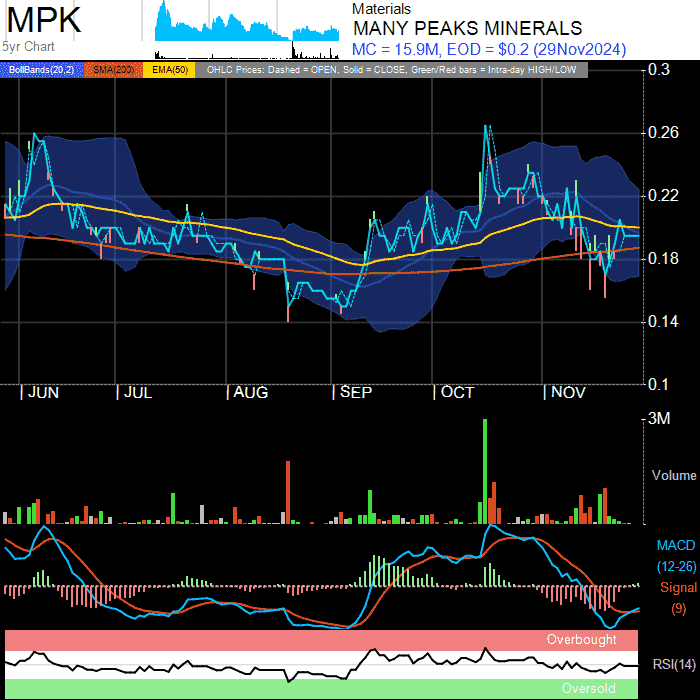 MPK
5yr Chart
Materials
MANY PEAKS MINERALS
MC = 15.9M, EOD = $0.2 (29Nov2024)
BollBands(20,2) SMA(200) EMA(50) OHLC Prices: Dashed = OPEN, Solid = CLOSE, Green/Red bars = Intra-day HIGH/LOW
0.3
0.26
0.22
0.18
0.14
0.1
| JUN | JUL | AUG | SEP | OCT | NOV
3M
Volume
MACD
(12-26)
Signal
(9)
Overbought
RSI(14)
Oversold